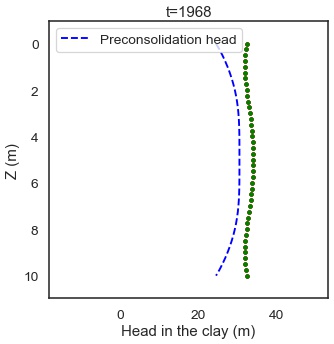 t=1968
Preconsolidation head
0
2
4
6
8
10
Z (m)
0
20
40
Head in the clay (m)